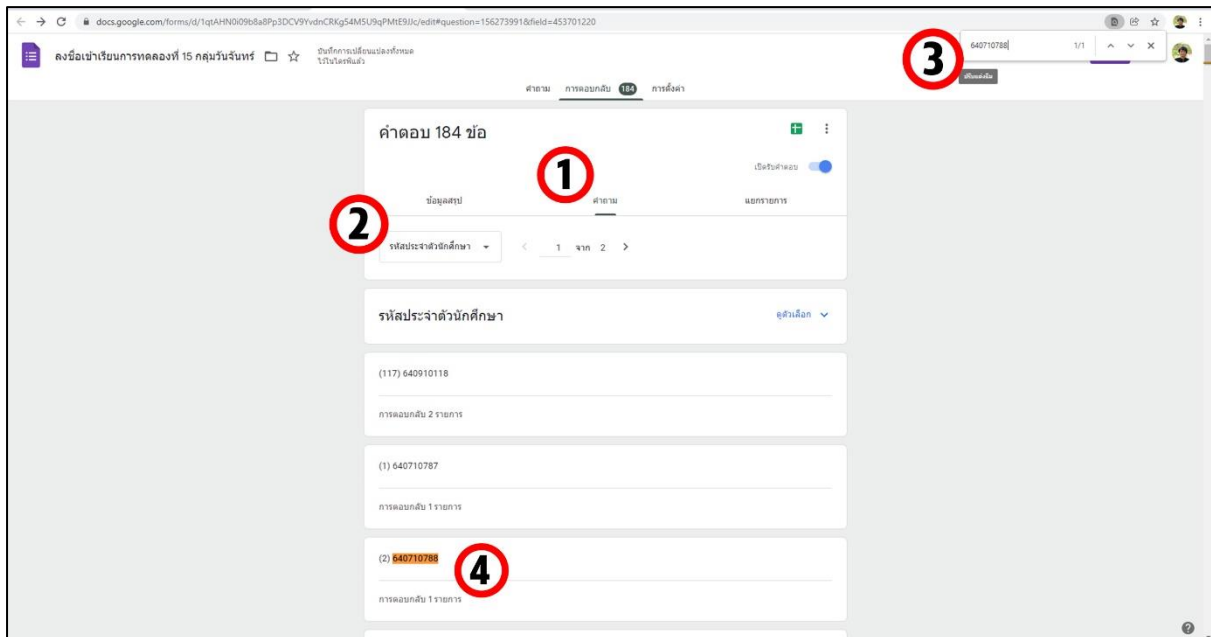 docs.google.com/forms/d/1qtAHN0i09b8a8Pp3DCV9YvdnCRKg54M5U9qPMtE9JJc/edit#question=1562739918&field=453701220
ลงชื่อเข้าเรียนการทดลองที่ 15 กลุ่มวันจันทร์
บันทึกการเปลี่ยนแปลงทั้งหมด
ไว้ในไดรฟ์แล้ว
3
640710788
1/1
คำถาม การตอบกลับ 184 การตั้งค่า
คำตอบ 184 ข้อ
เปิดรับคำตอบ
1
ข้อมูลสรุป คำถาม แยกรายการ
2
รหัสประจำตัวนักศึกษา
1 จาก 2
รหัสประจำตัวนักศึกษา
ดูตัวเลือก
(117) 640910118
การตอบกลับ 2 รายการ
(1) 640710787
การตอบกลับ 1 รายการ
(2) 640710788
4
การตอบกลับ 1 รายการ